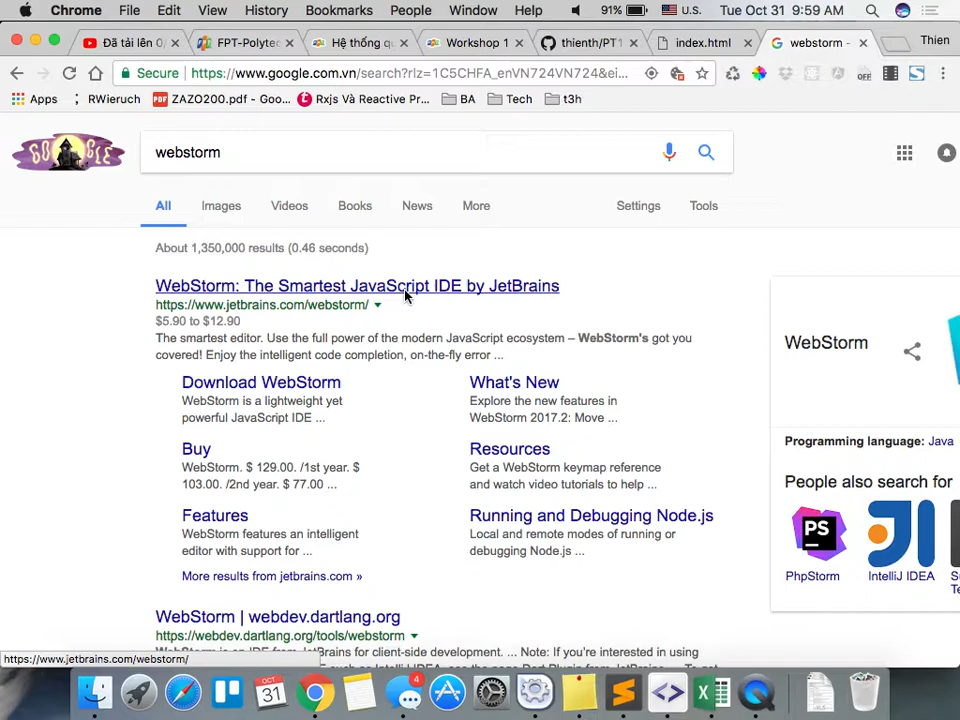 Chrome File Edit View History Bookmarks People Window Help 91% U.S. Tue Oct 31 9:59 AM
Đã tải lên 0/ FPT-Polytec Hệ thống q Workshop 1 thienth/PT1 index.html webstorm - Thien
Secure https://www.google.com.vn/search?rlz=1C5CHFA_enVN724VN724&ei...
Apps RWieruch ZAZO200.pdf - Goo... Rxjs Và Reactive Pr... BA Tech t3h
webstorm
All Images Videos Books News More Settings Tools
About 1,350,000 results (0.46 seconds)
WebStorm: The Smartest JavaScript IDE by JetBrains
https://www.jetbrains.com/webstorm/
$5.90 to $12.90
The smartest editor. Use the full power of the modern JavaScript ecosystem – WebStorm's got you
covered! Enjoy the intelligent code completion, on-the-fly error ...
Download WebStorm
WebStorm is a lightweight yet
powerful JavaScript IDE ...
What's New
Explore the new features in
WebStorm 2017.2: Move ...
Buy
WebStorm. $ 129.00. /1st year. $
103.00. /2nd year. $ 77.00 ...
Resources
Get a WebStorm keymap reference
and watch video tutorials to help ...
Features
WebStorm features an intelligent
editor with support for ...
Running and Debugging Node.js
Local and remote modes of running or
debugging Node.js ...
More results from jetbrains.com »
WebStorm | webdev.dartlang.org
https://webdev.dartlang.org/tools/webstorm
for client-side development. ... Note: If you're interested in using
WebStorm
Programming language: Java
People also search for
PS
PhpStorm
IntelliJ IDEA
https://www.jetbrains.com/webstorm/
OCT
31
4